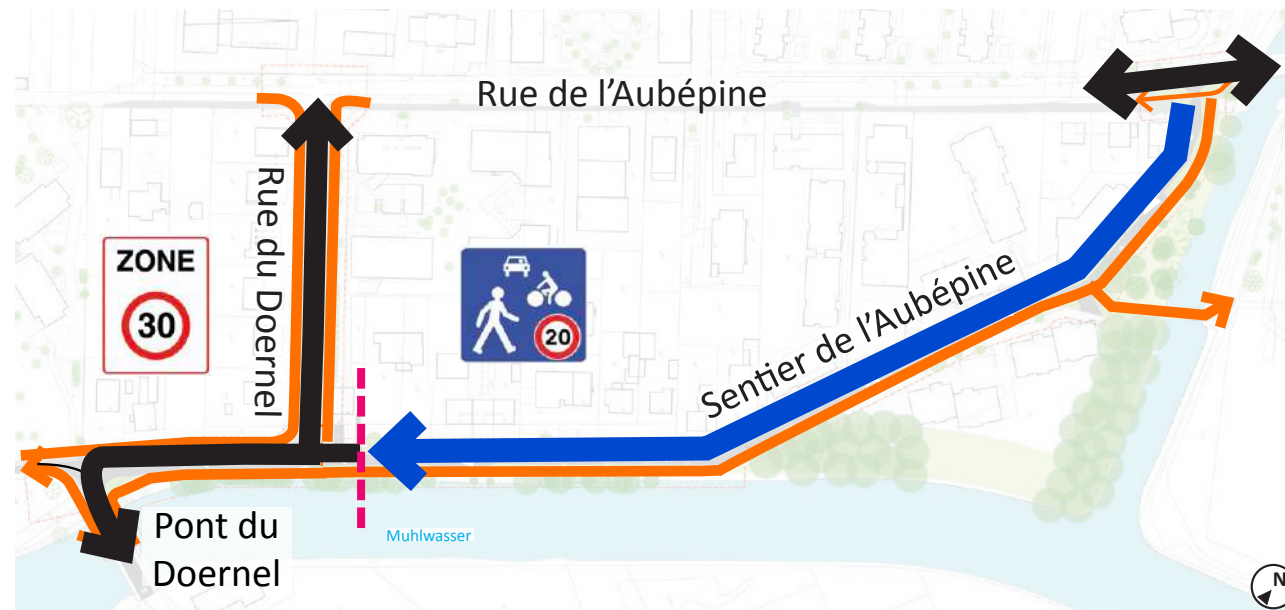 Rue de l'Aubépine
Rue du Doernel
ZONE
30
20
Sentier de l'Aubépine
Pont du
Doernel
Muhlwasser
N